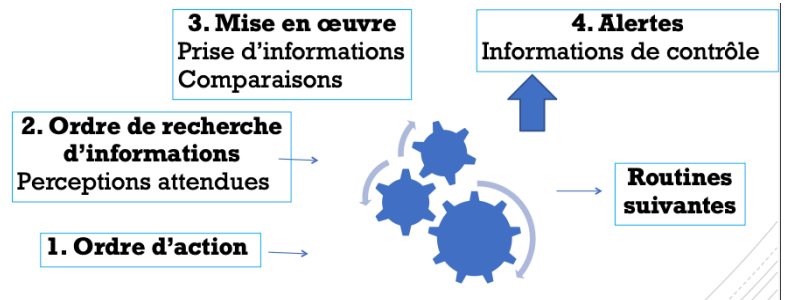 3. Mise en œuvre
Prise d’informations
Comparaisons
4. Alertes
Informations de contrôle
2. Ordre de recherche
d’informations
Perceptions attendues
Routines
suivantes
1. Ordre d’action